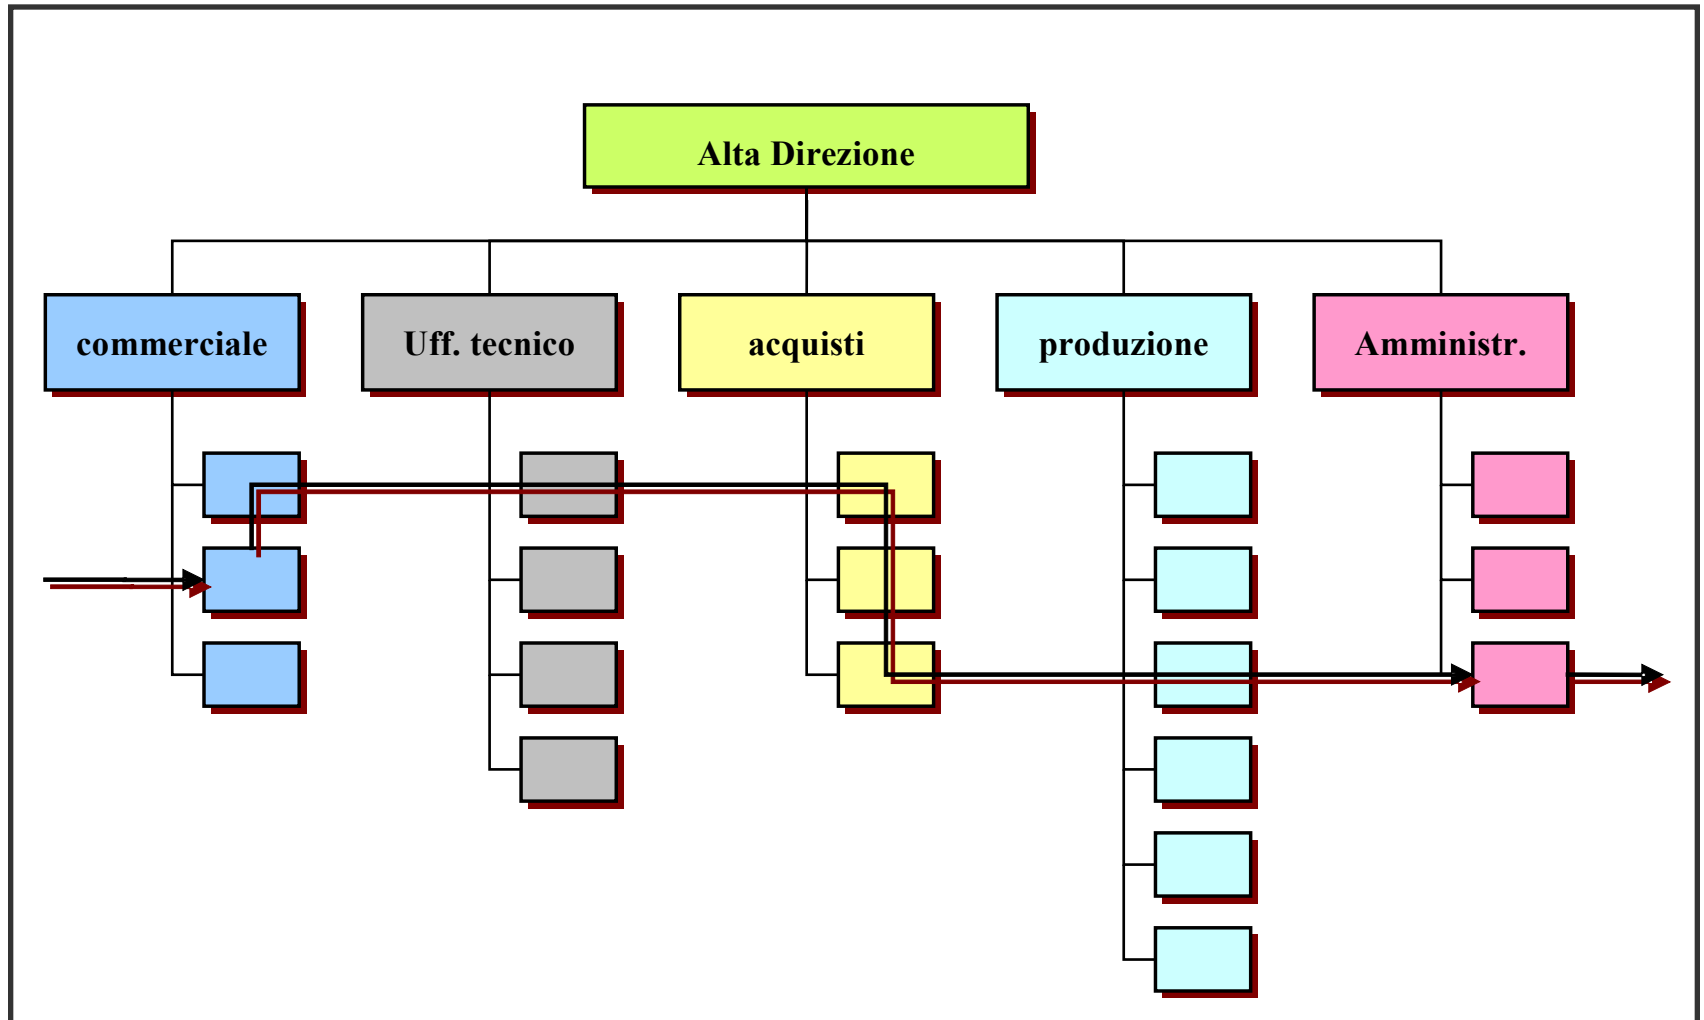 Alta Direzione
commerciale
Uff. tecnico
acquisti
produzione
Amministr.